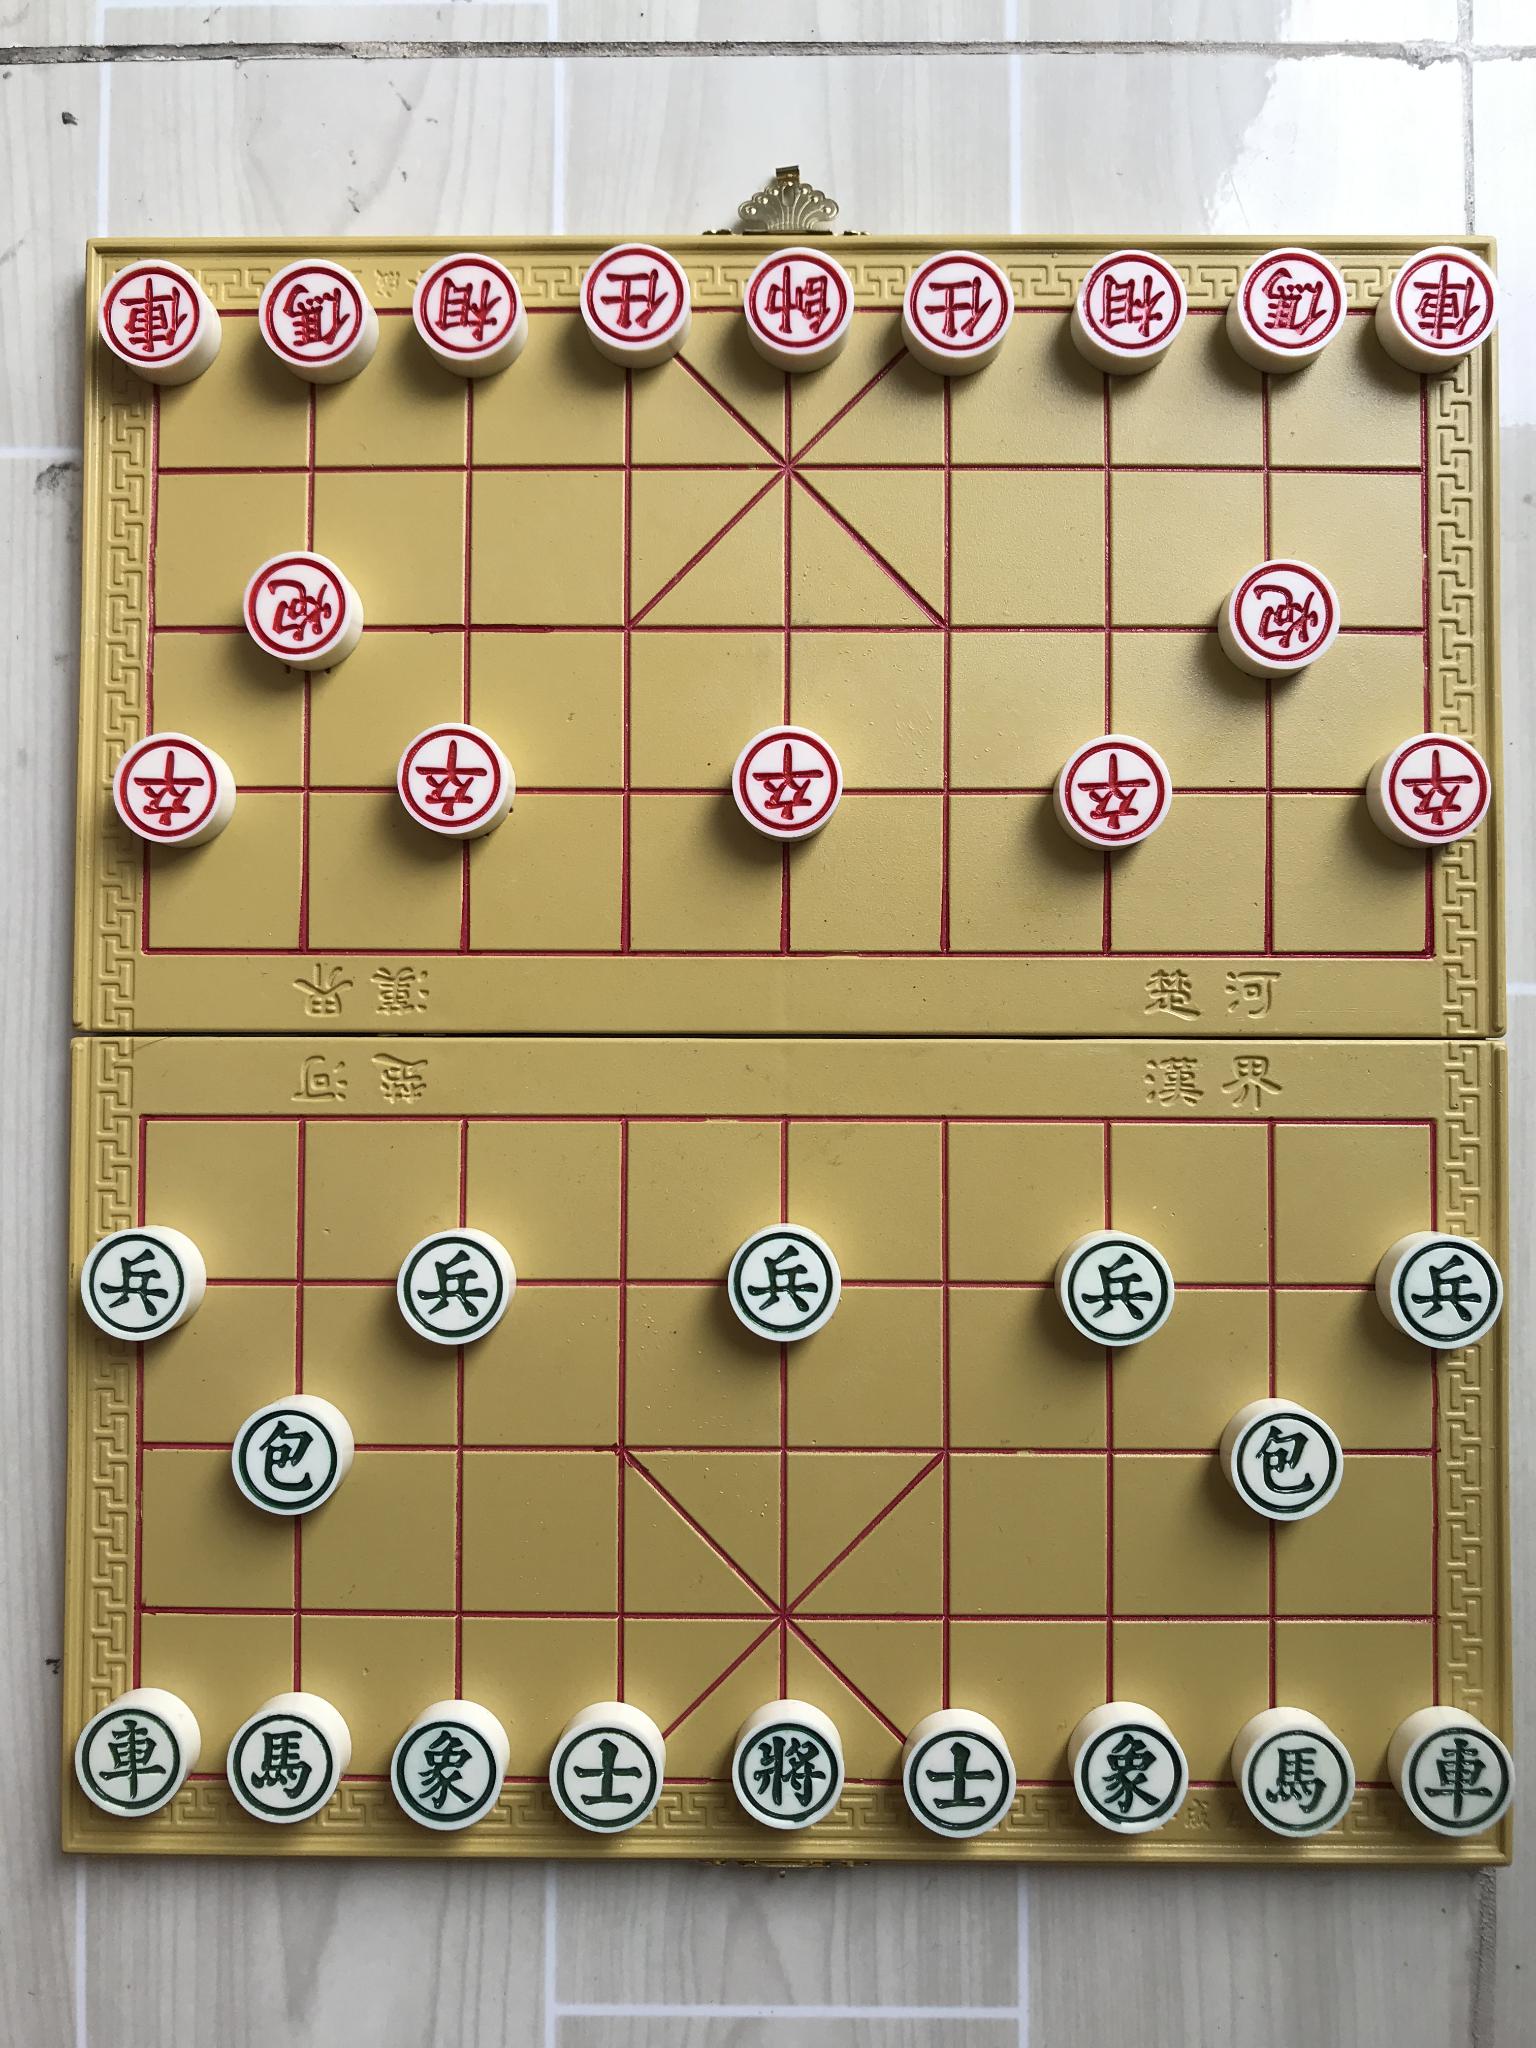 俥 傌 相 仕 帥 仕 相 傌 俥
炮 炮
卒 卒 卒 卒 卒
漢界 楚河
楚河 漢界
兵 兵 兵 兵 兵
包 包
車 馬 象 士 將 士 象 馬 車